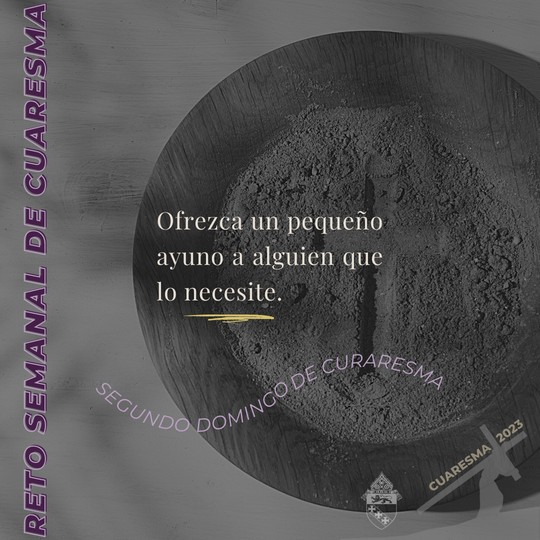 RETO SEMANAL DE CUARESMA
Ofrezca un pequeño
ayuno a alguien que
lo necesite.
SEGUNDO DOMINGO DE CURARESMA
CUARESMA 2023